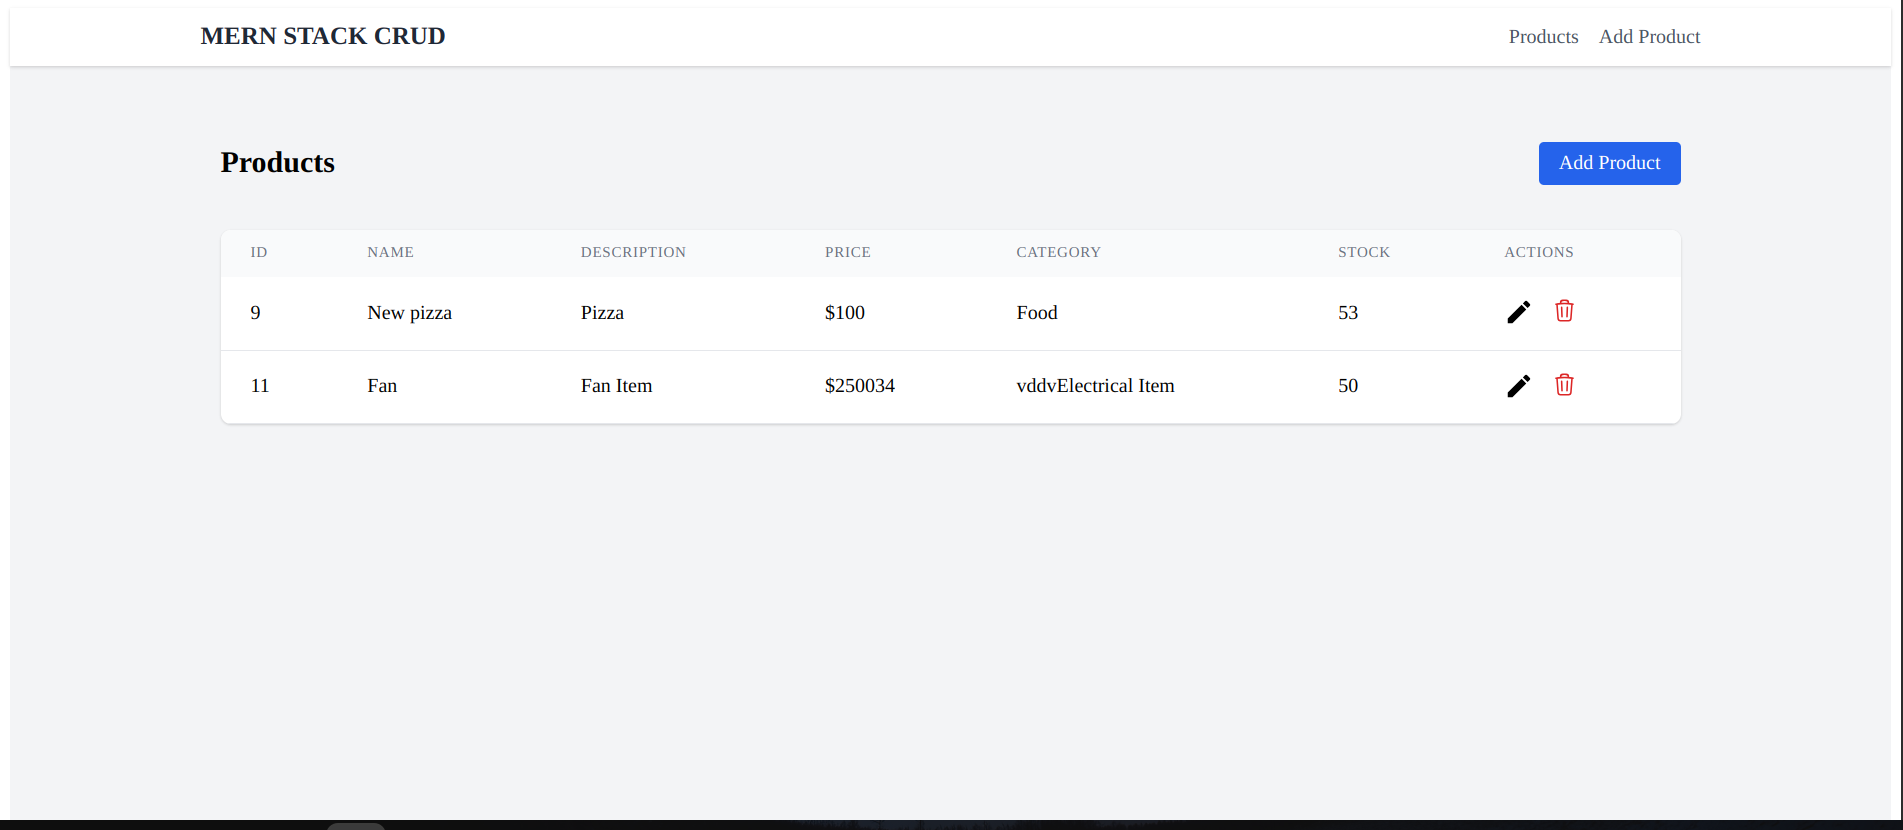 MERN STACK CRUD Products Add Product
Products Add Product
ID NAME DESCRIPTION PRICE CATEGORY STOCK ACTIONS
9 New pizza Pizza $100 Food 53
11 Fan Fan Item $250034 vddvElectrical Item 50